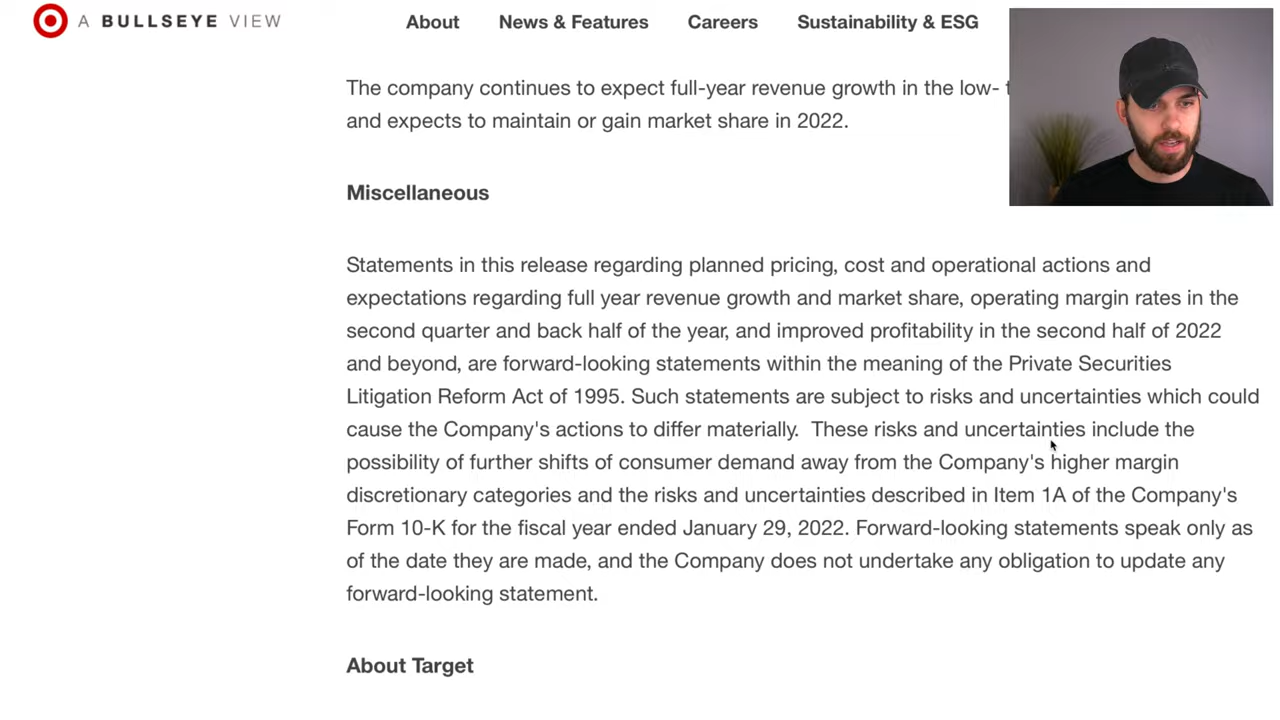 A BULLSEYE VIEW
About News & Features Careers Sustainability & ESG
The company continues to expect full-year revenue growth in the low-
and expects to maintain or gain market share in 2022.
Miscellaneous
Statements in this release regarding planned pricing, cost and operational actions and
expectations regarding full year revenue growth and market share, operating margin rates in the
second quarter and back half of the year, and improved profitability in the second half of 2022
and beyond, are forward-looking statements within the meaning of the Private Securities
Litigation Reform Act of 1995. Such statements are subject to risks and uncertainties which could
cause the Company's actions to differ materially. These risks and uncertainties include the
possibility of further shifts of consumer demand away from the Company's higher margin
discretionary categories and the risks and uncertainties described in Item 1A of the Company's
Form 10-K for the fiscal year ended January 29, 2022. Forward-looking statements speak only as
of the date they are made, and the Company does not undertake any obligation to update any
forward-looking statement.
About Target